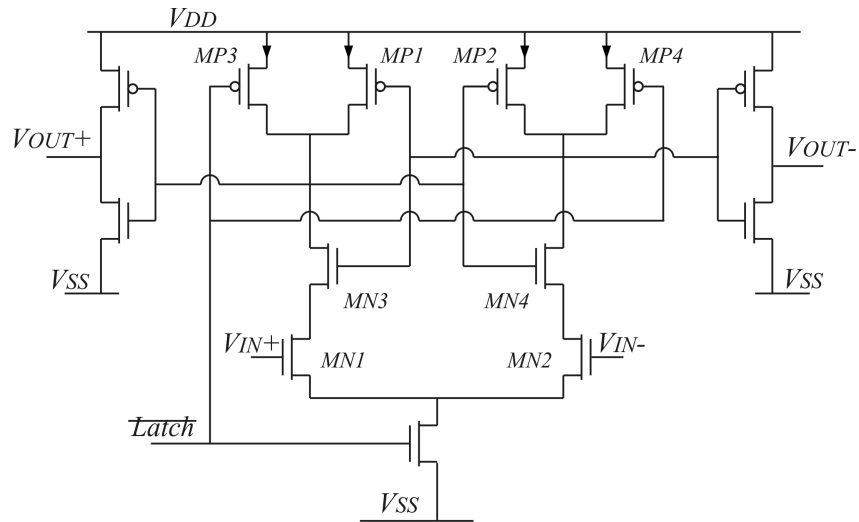 VDD
MP3
MP1
MP2
MP4
VOUT+
VOUT-
VSS
MN3
MN4
VSS
VIN+
MN1
MN2
VIN-
Latch
VSS